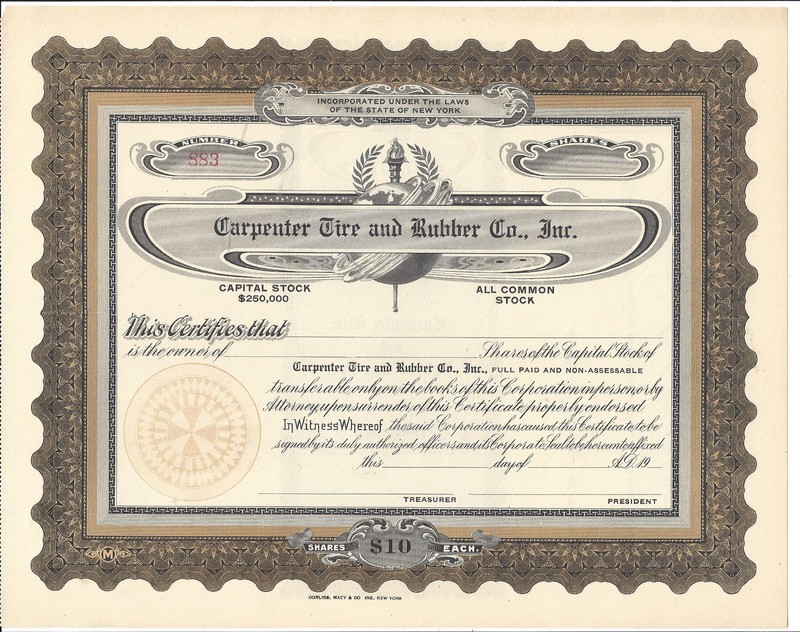 INCORPORATED UNDER THE LAWS
OF THE STATE OF NEW YORK
NUMBER
883
SHARES
Carpenter Tire and Rubber Co., Inc.
CAPITAL STOCK
$250,000
ALL COMMON
STOCK
This Certifies that
is the owner of Shares of the Capital Stock of
Carpenter Tire and Rubber Co., Inc., FULL PAID AND NON-ASSESSABLE
transferable only on the books of this Corporation in person or by
Attorney, upon surrender of this Certificate properly endorsed
In Witness Whereof, the said Corporation has caused this Certificate to be
signed by its duly authorized officers and its Corporate Seal to be hereunto affixed
this day of A.D. 19
TREASURER
PRESIDENT
SHARES $10 EACH.
M
CORLIES, MACY & CO INC. NEW YORK